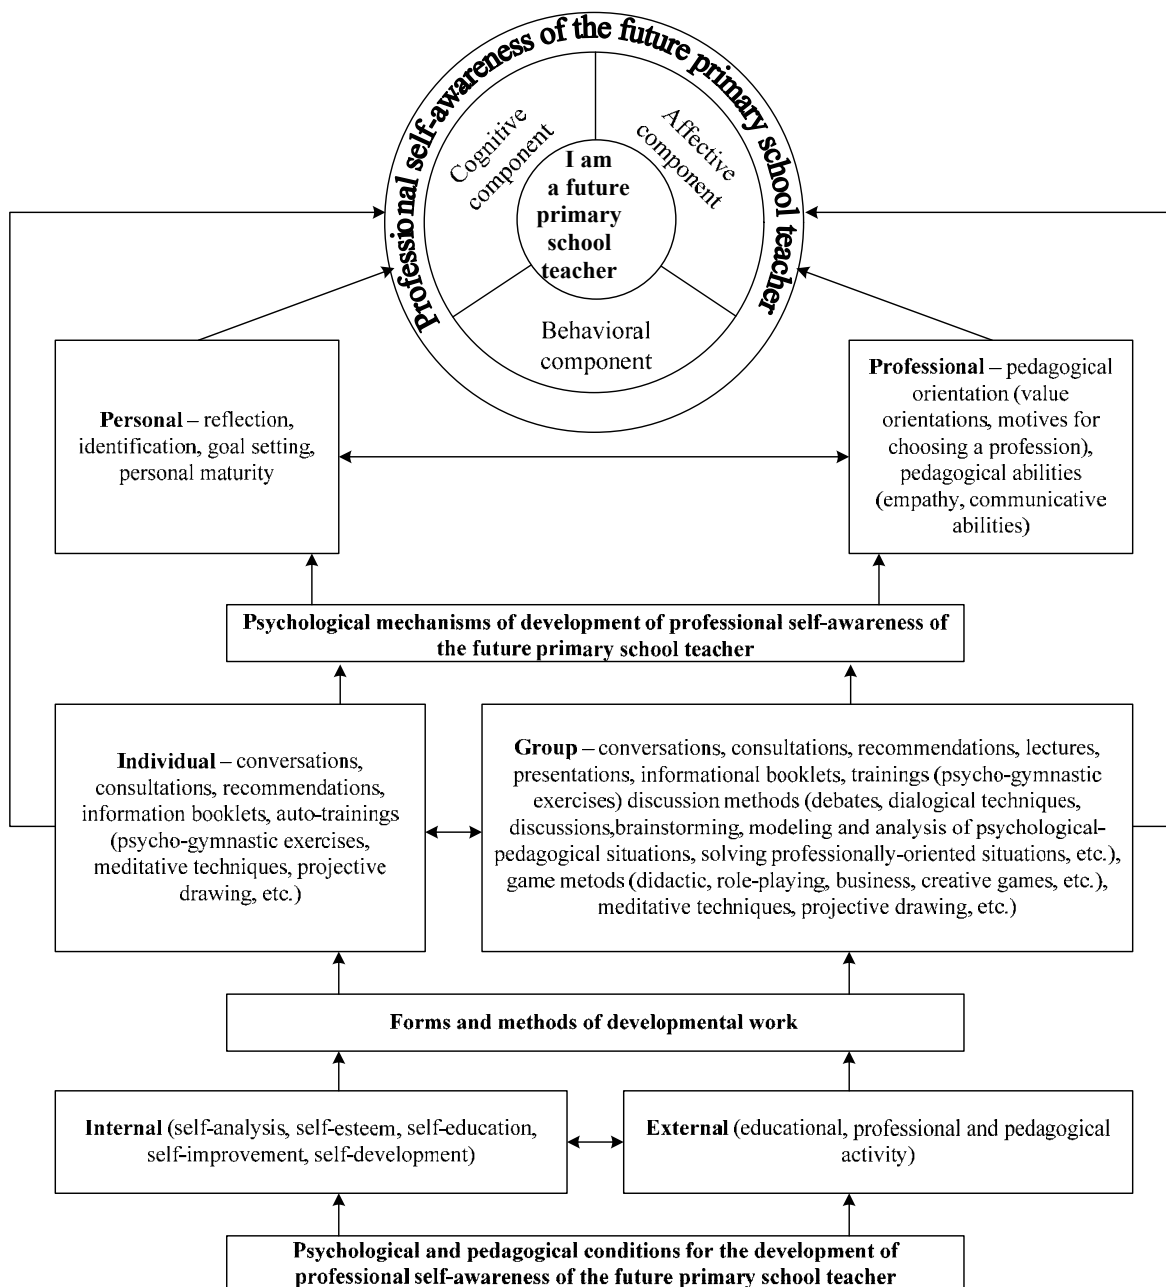 Professional self-awareness of the future primary school teacher
Cognitive
component
Affective
component
I am
a future
primary
school
teacher
Behavioral
component
Personal – reflection,
identification, goal setting,
personal maturity
Professional – pedagogical
orientation (value
orientations, motives for
choosing a profession),
pedagogical abilities
(empathy, communicative
abilities)
Psychological mechanisms of development of professional self-awareness of
the future primary school teacher
Individual – conversations,
consultations, recommendations,
information booklets, auto-trainings
(psycho-gymnastic exercises,
meditative techniques, projective
drawing, etc.)
Group – conversations, consultations, recommendations, lectures,
presentations, informational booklets, trainings (psycho-gymnastic
exercises) discussion methods (debates, dialogical techniques,
discussions,brainstorming, modeling and analysis of psychological-
pedagogical situations, solving professionally-oriented situations, etc.),
game metods (didactic, role-playing, business, creative games, etc.),
meditative techniques, projective drawing, etc.)
Forms and methods of developmental work
Internal (self-analysis, self-esteem, self-education,
self-improvement, self-development)
External (educational, professional and pedagogical
activity)
Psychological and pedagogical conditions for the development of
professional self-awareness of the future primary school teacher